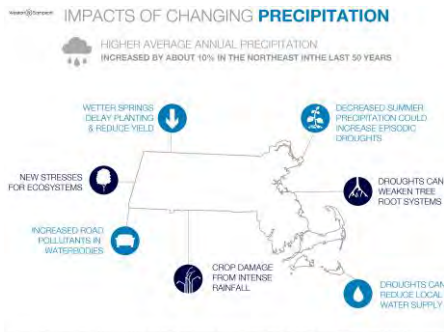 IMPACTS OF CHANGING PRECIPITATION
HIGHER AVERAGE ANNUAL PRECIPITATION
INCREASED BY ABOUT 10% IN THE NORTHEAST INTHE LAST 50 YEARS
WETTER SPRINGS
DELAY PLANTING
& REDUCE YIELD
DECREASED SUMMER
PRECIPITATION COULD
INCREASE EPISODIC
DROUGHTS
NEW STRESSES
FOR ECOSYSTEMS
DROUGHTS CAN
WEAKEN TREE
ROOT SYSTEMS
INCREASED ROAD
POLLUTANTS IN
WATERBODIES
CROP DAMAGE
FROM INTENSE
RAINFALL
DROUGHTS CAN
REDUCE LOCAL
WATER SUPPLY